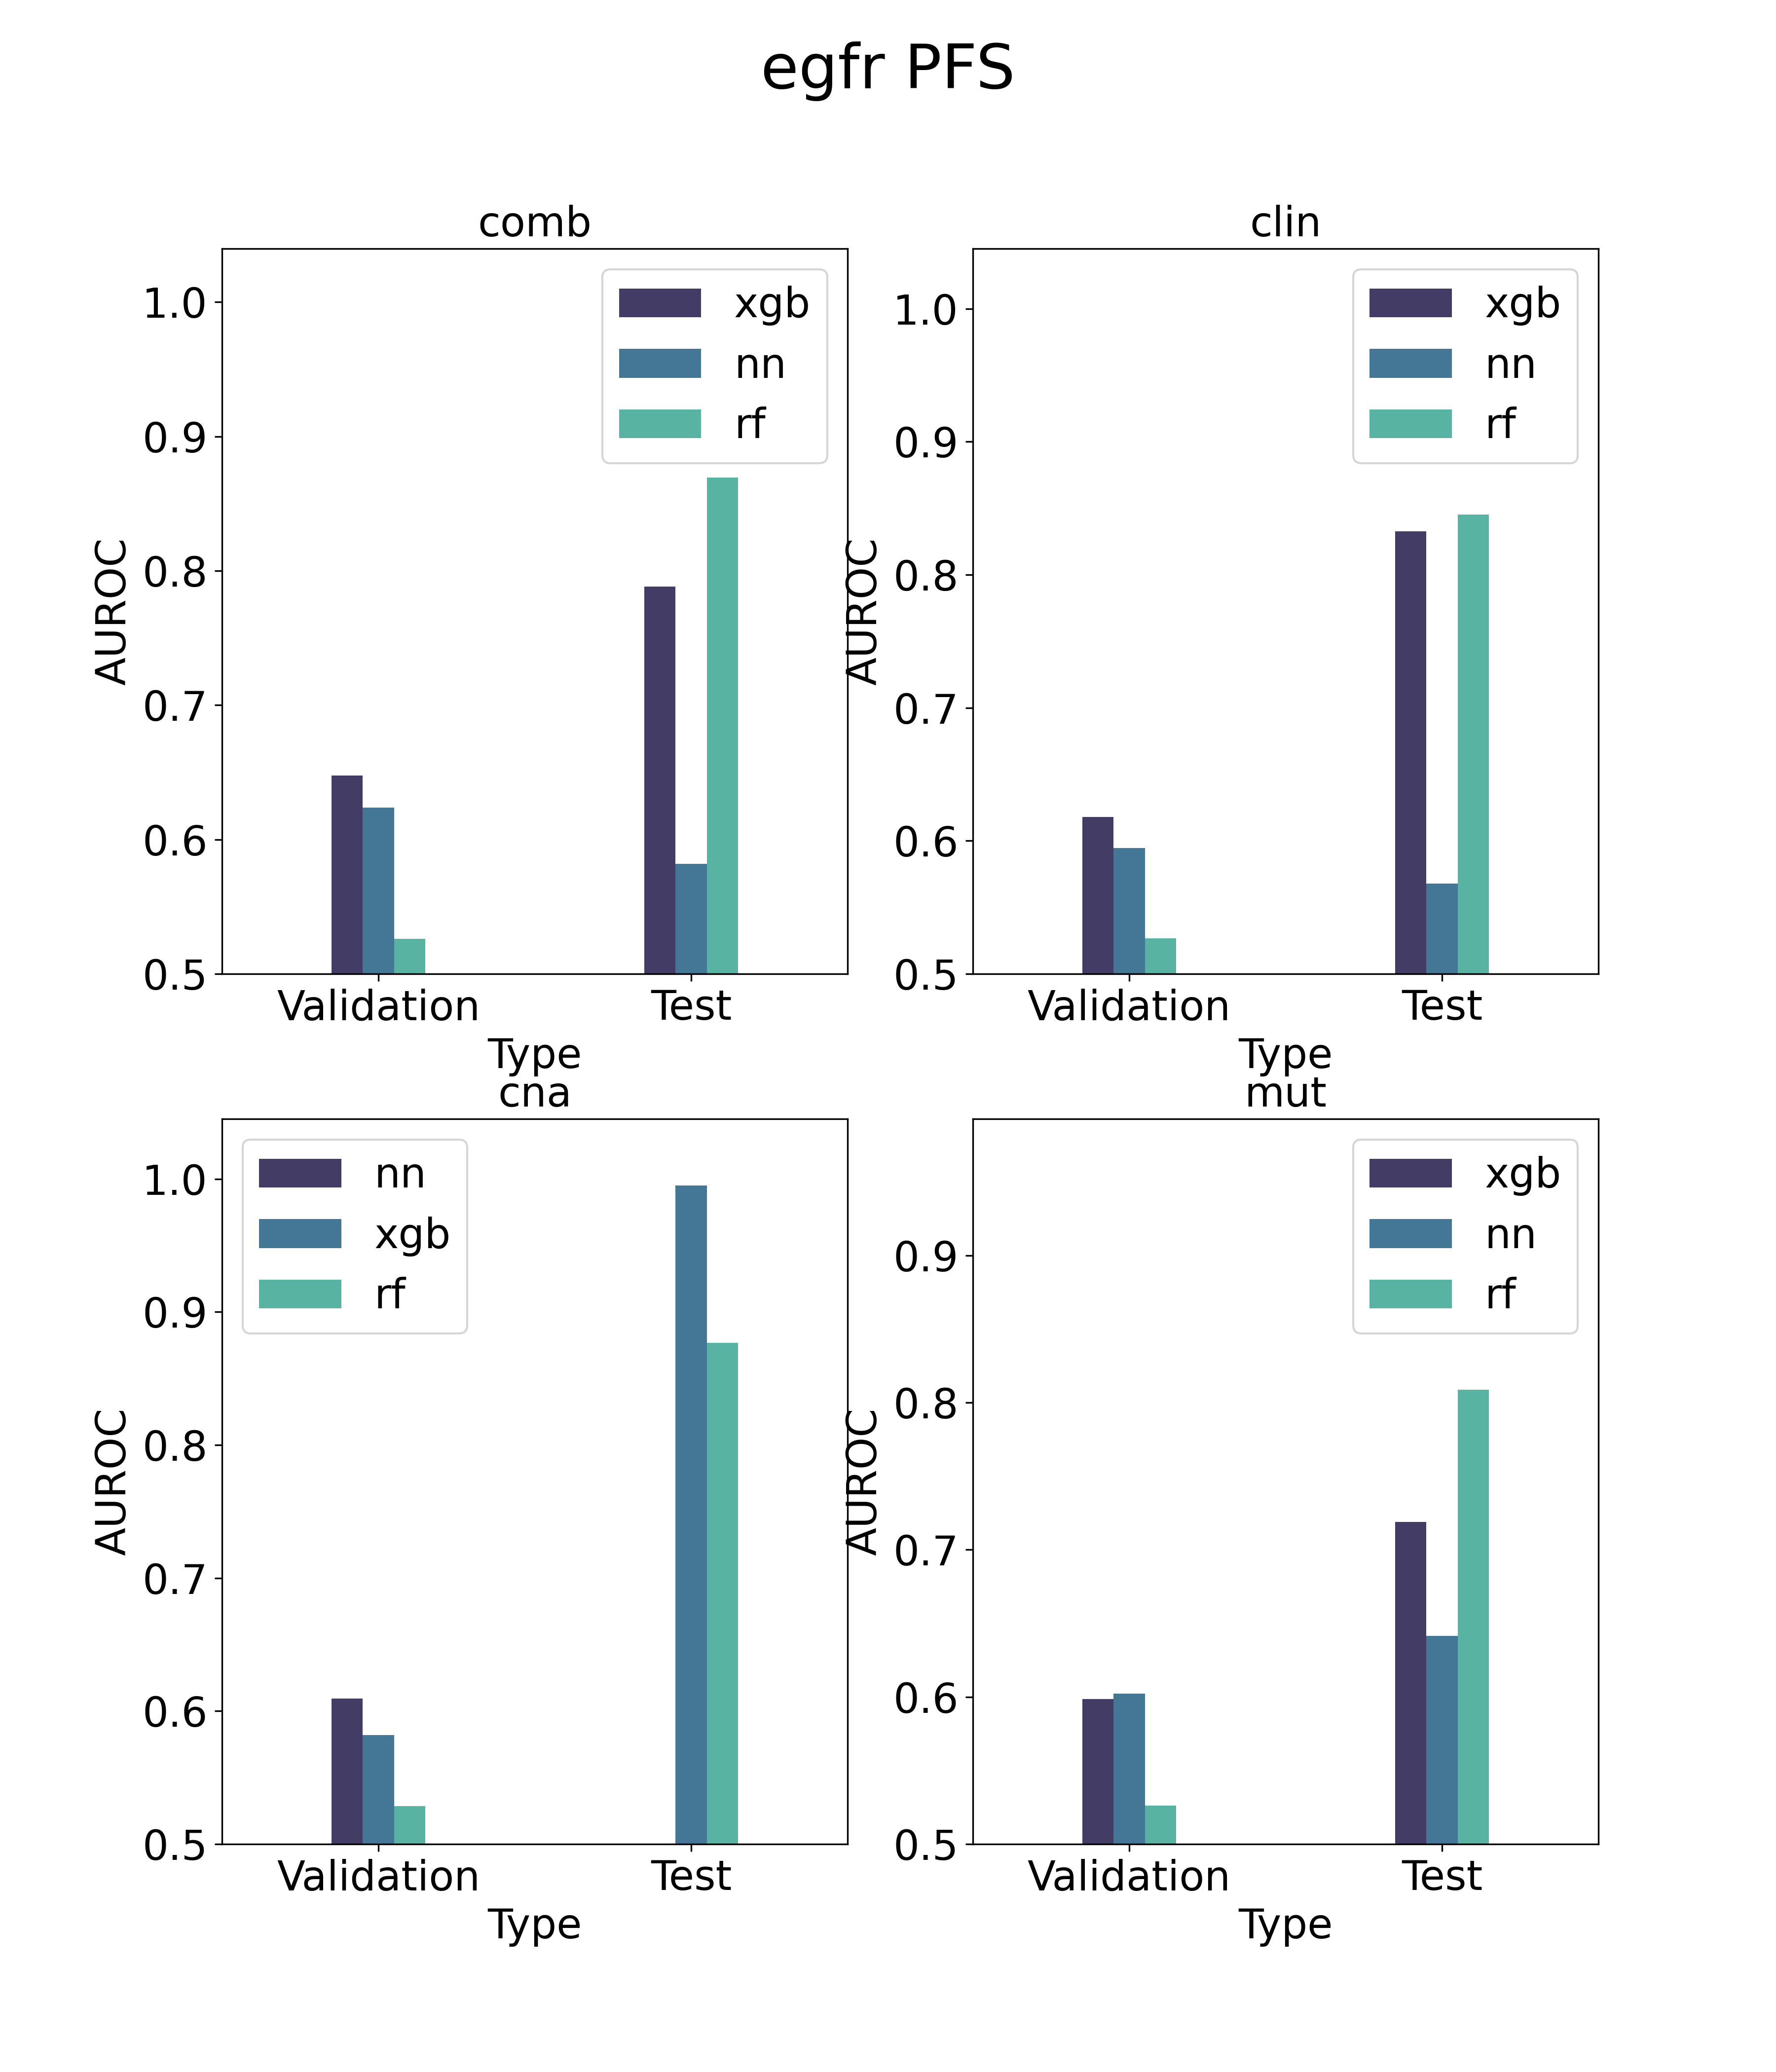 egfr PFS
comb
1.0
0.9
0.8
0.7
0.6
0.5
AUROC
xgb
nn
rf
Validation Test
Type
clin
1.0
0.9
0.8
0.7
0.6
0.5
AUROC
xgb
nn
rf
Validation Test
Type
cna
1.0
0.9
0.8
0.7
0.6
0.5
AUROC
nn
xgb
rf
Validation Test
Type
mut
0.9
0.8
0.7
0.6
0.5
AUROC
xgb
nn
rf
Validation Test
Type